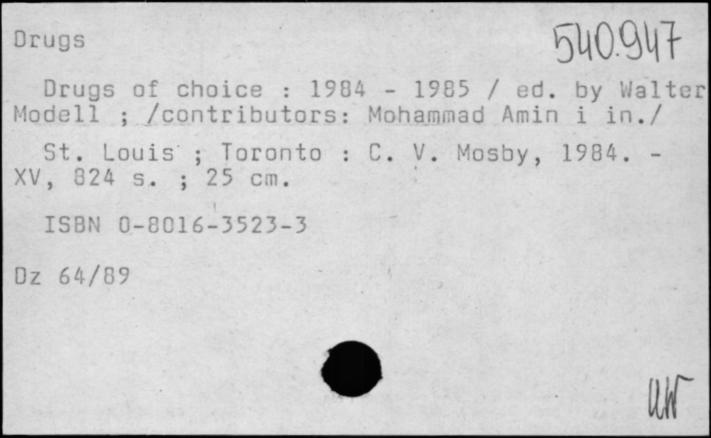 540.947
Drugs
Drugs of choice : 1984 - 1985 / ed. by Walter
Modell ; /contributors: Mohammad Amin i in./
St. Louis ; Toronto : C. V. Mosby, 1984. -
XV, 824 s. ; 25 cm.
ISBN 0-8016-3523-3
Dz 64/89
UW